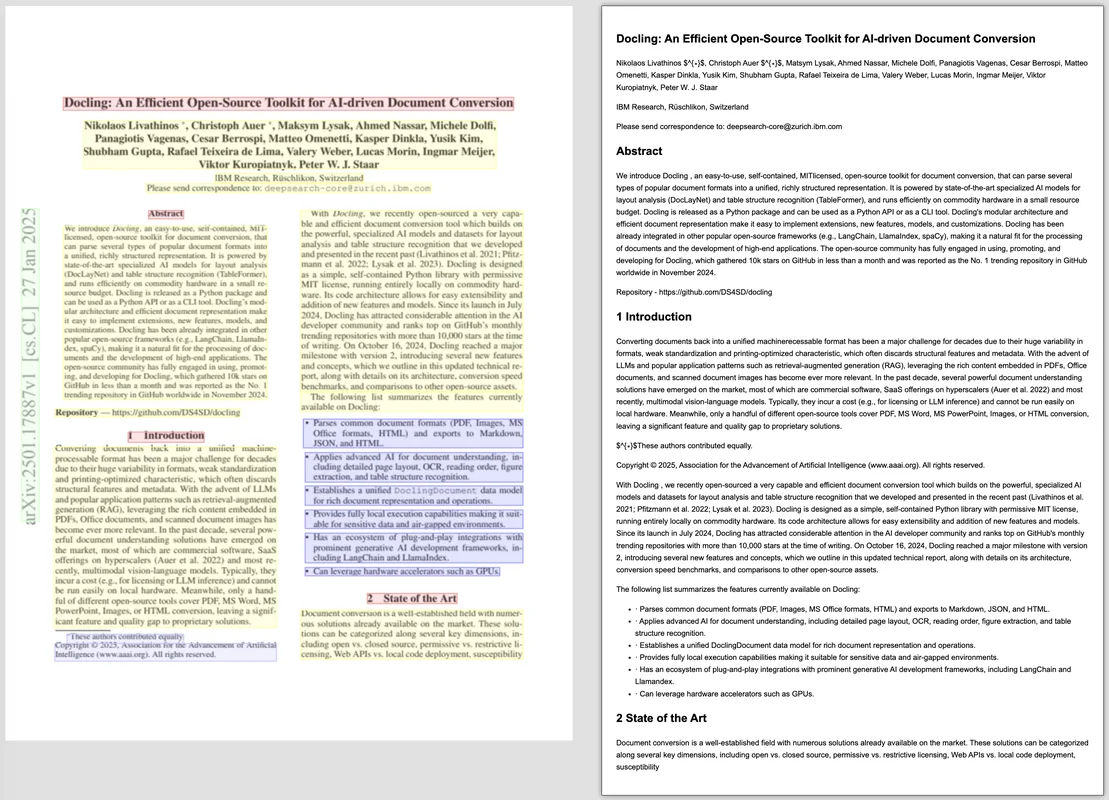 Docling: An Efficient Open-Source Toolkit for AI-driven Document Conversion
Nikolaos Livathinos *, Christoph Auer *, Maksym Lysak, Ahmed Nassar, Michele Dolfi,
Panagiotis Vagenas, Cesar Berrospi, Matteo Omenetti, Kasper Dinkla, Yusik Kim,
Shubham Gupta, Rafael Teixeira de Lima, Valery Weber, Lucas Morin, Ingmar Meijer,
Viktor Kuropiatnyk, Peter W. J. Staar
IBM Research, Rüschlikon, Switzerland
Please send correspondence to: deepsearch-core@zurich.ibm.com
arXiv:2501.17887v1 [cs.CL] 27 Jan 2025
Abstract
We introduce Docling, an easy-to-use, self-contained, MIT-
licensed, open-source toolkit for document conversion, that
can parse several types of popular document formats into
a unified, richly structured representation. It is powered by
state-of-the-art specialized AI models for layout analysis
(DocLayNet) and table structure recognition (TableFormer),
and runs efficiently on commodity hardware in a small re-
source budget. Docling is released as a Python package and
can be used as a Python API or as a CLI tool. Docling's mod-
ular architecture and efficient document representation make
it easy to implement extensions, new features, models, and
customizations. Docling has been already integrated in other
popular open-source frameworks (e.g., LangChain, LlamaIn-
dex, spaCy), making it a natural fit for the processing of doc-
uments and the development of high-end applications. The
open-source community has fully engaged in using, promot-
ing, and developing for Docling, which gathered 10k stars on
GitHub in less than a month and was reported as the No. 1
trending repository in GitHub worldwide in November 2024.
Repository — https://github.com/DS4SD/docling
1 Introduction
Converting documents back into a unified machine-
processable format has been a major challenge for decades
due to their huge variability in formats, weak standardization
and printing-optimized characteristic, which often discards
structural features and metadata. With the advent of LLMs
and popular application patterns such as retrieval-augmented
generation (RAG), leveraging the rich content embedded in
PDFs, Office documents, and scanned document images has
become ever more relevant. In the past decade, several pow-
erful document understanding solutions have emerged on
the market, most of which are commercial software, SaaS
offerings on hyperscalers (Auer et al. 2022) and most re-
cently, multimodal vision-language models. Typically, they
incur a cost (e.g., for licensing or LLM inference) and cannot
be run easily on local hardware. Meanwhile, only a hand-
ful of different open-source tools cover PDF, MS Word, MS
PowerPoint, Images, or HTML conversion, leaving a signif-
icant feature and quality gap to proprietary solutions.
These authors contributed equally
Copyright © 2025, Association for the Advancement of Artificial
Intelligence (www.aaai.org). All rights reserved.
With Docling, we recently open-sourced a very capa-
ble and efficient document conversion tool which builds on
the powerful, specialized AI models and datasets for layout
analysis and table structure recognition that we developed
and presented in the recent past (Livathinos et al. 2021; Pfitz-
mann et al. 2022; Lysak et al. 2023). Docling is designed
as a simple, self-contained Python library with permissive
MIT license, running entirely locally on commodity hard-
ware. Its code architecture allows for easy extensibility and
addition of new features and models. Since its launch in July
2024, Docling has attracted considerable attention in the AI
developer community and ranks top on GitHub's monthly
trending repositories with more than 10,000 stars at the time
of writing. On October 16, 2024, Docling reached a major
milestone with version 2, introducing several new features
and concepts, which we outline in this updated technical
report, along with details on its architecture, conversion speed
benchmarks, and comparisons to other open-source assets.
The following list summarizes the features currently
available on Docling:
• Parses common document formats (PDF, Images, MS
Office formats, HTML) and exports to Markdown,
JSON, and HTML.
• Applies advanced AI for document understanding, in-
cluding detailed page layout, OCR, reading order, figure
extraction, and table structure recognition.
• Establishes a unified DoclingDocument data model
for rich document representation and operations.
• Provides fully local execution capabilities making it suit-
able for sensitive data and air-gapped environments.
• Has an ecosystem of plug-and-play integrations with
prominent generative AI development frameworks, in-
cluding LangChain and LlamaIndex.
• Can leverage hardware accelerators such as GPUs.
2 State of the Art
Document conversion is a well-established field with numer-
ous solutions already available on the market. These solu-
tions can be categorized along several key dimensions, in-
cluding open vs. closed source, permissive vs. restrictive li-
censing, Web APIs vs. local code deployment, susceptibility
Docling: An Efficient Open-Source Toolkit for AI-driven Document Conversion
Nikolaos Livathinos $^{*}$, Christoph Auer $^{*}$, Matsym Lysak, Ahmed Nassar, Michele Dolfi, Panagiotis Vagenas, Cesar Berrospi, Matteo
Omenetti, Kasper Dinkla, Yusik Kim, Shubham Gupta, Rafael Teixeira de Lima, Valery Weber, Lucas Morin, Ingmar Meijer, Viktor
Kuropiatnyk, Peter W. J. Staar
IBM Research, Rüschlikon, Switzerland
Please send correspondence to: deepsearch-core@zurich.ibm.com
Abstract
We introduce Docling , an easy-to-use, self-contained, MITlicensed, open-source toolkit for document conversion, that can parse several
types of popular document formats into a unified, richly structured representation. It is powered by state-of-the-art specialized AI models for
layout analysis (DocLayNet) and table structure recognition (TableFormer), and runs efficiently on commodity hardware in a small resource
budget. Docling is released as a Python package and can be used as a Python API or as a CLI tool. Docling's modular architecture and
efficient document representation make it easy to implement extensions, new features, models, and customizations. Docling has been
already integrated in other popular open-source frameworks (e.g., LangChain, LlamaIndex, spaCy), making it a natural fit for the processing
of documents and the development of high-end applications. The open-source community has fully engaged in using, promoting, and
developing for Docling, which gathered 10k stars on GitHub in less than a month and was reported as the No. 1 trending repository in GitHub
worldwide in November 2024.
Repository - https://github.com/DS4SD/docling
1 Introduction
Converting documents back into a unified machinerecessable format has been a major challenge for decades due to their huge variability in
formats, weak standardization and printing-optimized characteristic, which often discards structural features and metadata. With the advent of LLMs
and popular application patterns such as retrieval-augmented generation (RAG), leveraging the rich content embedded in PDFs, Office
documents, and scanned document images has become ever more relevant. In the past decade, several powerful document understanding
solutions have emerged on the market, most of which are commercial software, SaaS offerings on hyperscalers (Auer et al. 2022) and most
recently, multimodal vision-language models. Typically, they incur a cost (e.g., for licensing or LLM inference) and cannot be run easily on
local hardware. Meanwhile, only a handful of different open-source tools cover PDF, MS Word, MS PowerPoint, Images, or HTML conversion,
leaving a significant feature and quality gap to proprietary solutions.
$^{*}$These authors contributed equally.
Copyright © 2025, Association for the Advancement of Artificial Intelligence (www.aaai.org). All rights reserved.
With Docling , we recently open-sourced a very capable and efficient document conversion tool which builds on the powerful, specialized AI
models and datasets for layout analysis and table structure recognition that we developed and presented in the recent past (Livathinos et al.
2021; Pfitzmann et al. 2022; Lysak et al. 2023). Docling is designed as a simple, self-contained Python library with permissive MIT license,
running entirely locally on commodity hardware. Its code architecture allows for easy extensibility and addition of new features and models.
Since its launch in July 2024, Docling has attracted considerable attention in the AI developer community and ranks top on GitHub's monthly
trending repositories with more than 10,000 stars at the time of writing. On October 16, 2024, Docling reached a major milestone with version
2, introducing several new features and concepts, which we outline in this updated technical report, along with details on its architecture,
conversion speed benchmarks, and comparisons to other open-source assets.
The following list summarizes the features currently available on Docling:
• · Parses common document formats (PDF, Images, MS Office formats, HTML) and exports to Markdown, JSON, and HTML.
• · Applies advanced AI for document understanding, including detailed page layout, OCR, reading order, figure extraction, and table
structure recognition.
• · Establishes a unified DoclingDocument data model for rich document representation and operations.
• · Provides fully local execution capabilities making it suitable for sensitive data and air-gapped environments.
• · Has an ecosystem of plug-and-play integrations with prominent generative AI development frameworks, including LangChain and
Llamandex.
• · Can leverage hardware accelerators such as GPUs.
2 State of the Art
Document conversion is a well-established field with numerous solutions already available on the market. These solutions can be categorized
along several key dimensions, including open vs. closed source, permissive vs. restrictive licensing, Web APIs vs. local code deployment,
susceptibility